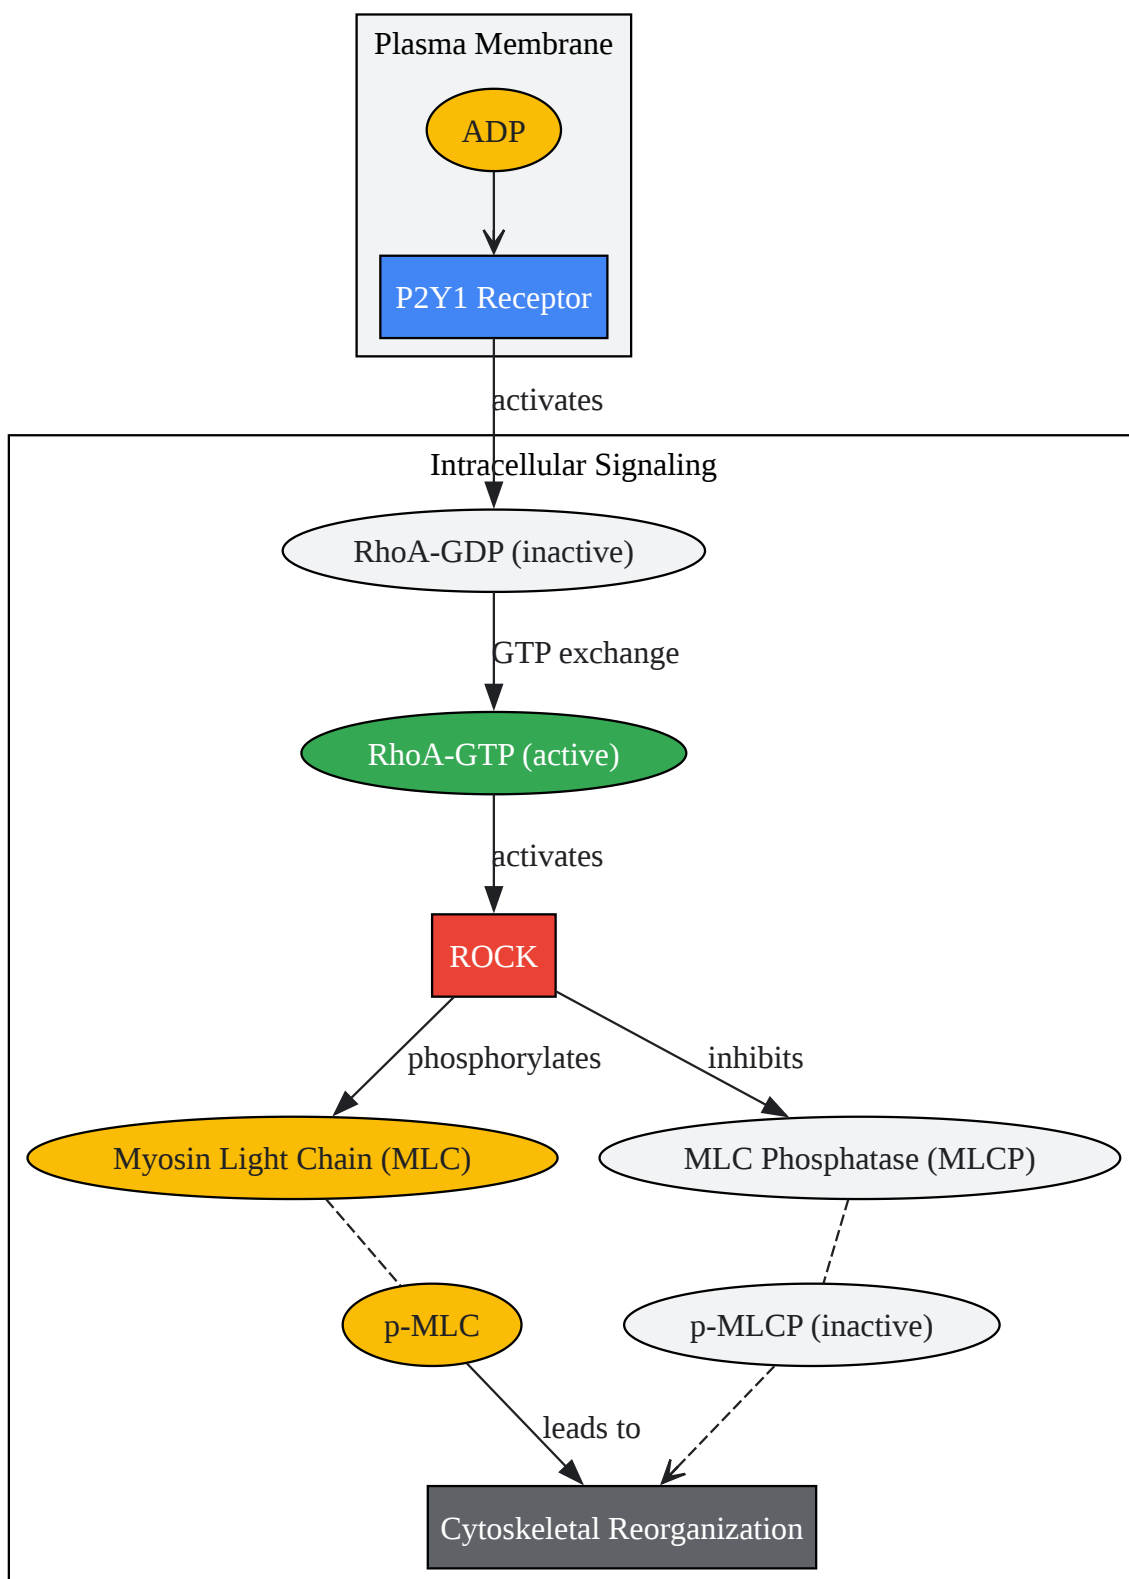 Plasma Membrane
ADP
P2Y1 Receptor
activates
Intracellular Signaling
RhoA-GDP (inactive)
GTP exchange
RhoA-GTP (active)
activates
ROCK
phosphorylates
inhibits
Myosin Light Chain (MLC)
MLC Phosphatase (MLCP)
p-MLC
p-MLCP (inactive)
leads to
Cytoskeletal Reorganization